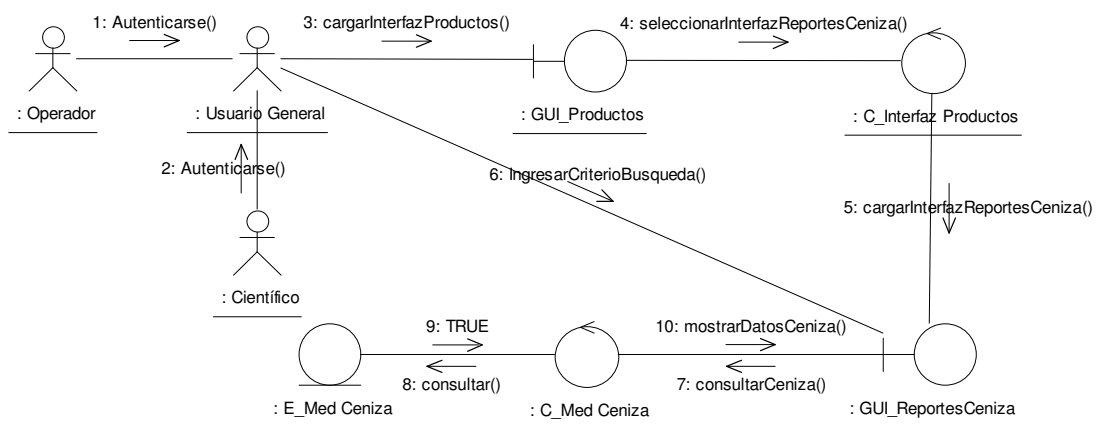 1: Autenticarse()
3: cargarInterfazProductos()
4: seleccionarInterfazReportesCeniza()
: Operador
: Usuario General
: GUI_Productos
: C_Interfaz Productos
2: Autenticarse()
6: IngresarCriterioBusqueda()
5: cargarInterfazReportesCeniza()
: Científico
9: TRUE
10: mostrarDatosCeniza()
8: consultar()
7: consultarCeniza()
: E_Med Ceniza
: C_Med Ceniza
: GUI_ReportesCeniza